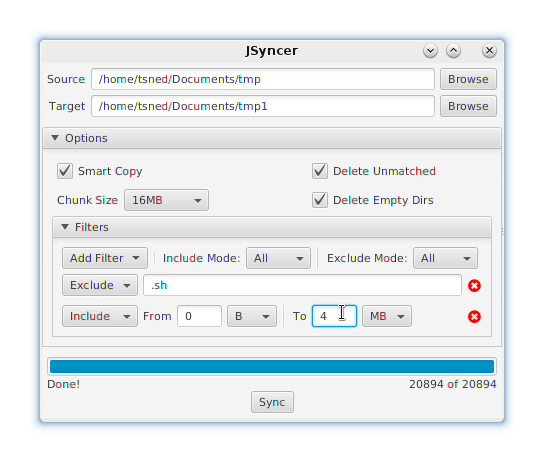 JSyncer
Source /home/tsned/Documents/tmp Browse
Target /home/tsned/Documents/tmp1 Browse
Options
Smart Copy Delete Unmatched
Chunk Size 16MB Delete Empty Dirs
Filters
Add Filter Include Mode: All Exclude Mode: All
Exclude .sh
Include From 0 B To 4 MB
Done! 20894 of 20894
Sync